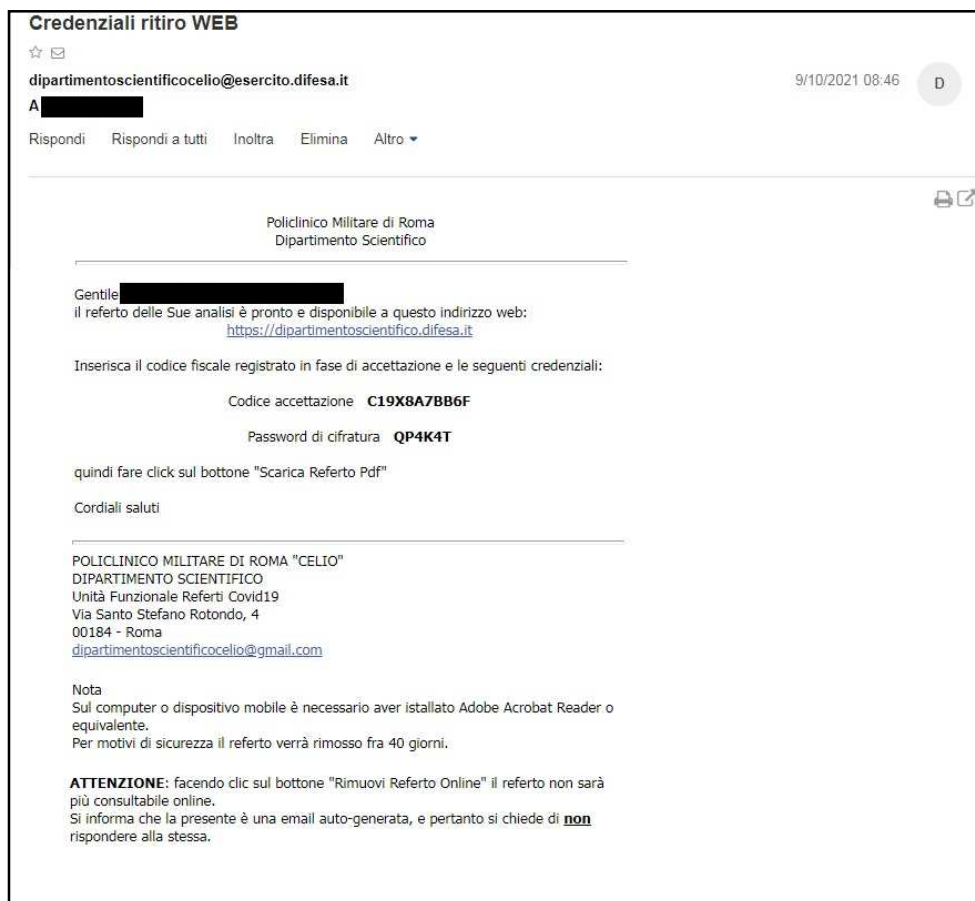 Credenziali ritiro WEB
dipartimentoscientificocelio@esercito.difesa.it
9/10/2021 08:46
D
A
Rispondi Rispondi a tutti Inoltra Elimina Altro
Policlinico Militare di Roma
Dipartimento Scientifico
Gentile
il referto delle Sue analisi è pronto e disponibile a questo indirizzo web:
https://dipartimentoscientifico.difesa.it
Inserisca il codice fiscale registrato in fase di accettazione e le seguenti credenziali:
Codice accettazione C19X8A7BB6F
Password di cifratura QP4K4T
quindi fare click sul bottone "Scarica Referto Pdf"
Cordiali saluti
POLICLINICO MILITARE DI ROMA "CELIO"
DIPARTIMENTO SCIENTIFICO
Unità Funzionale Referti Covid19
Via Santo Stefano Rotondo, 4
00184 - Roma
dipartimentoscientificocelio@gmail.com
Nota
Sul computer o dispositivo mobile è necessario aver istallato Adobe Acrobat Reader o
equivalente.
Per motivi di sicurezza il referto verrà rimosso fra 40 giorni.
ATTENZIONE: facendo clic sul bottone "Rimuovi Referto Online" il referto non sarà
più consultabile online.
Si informa che la presente è una email auto-generata, e pertanto si chiede di non
rispondere alla stessa.